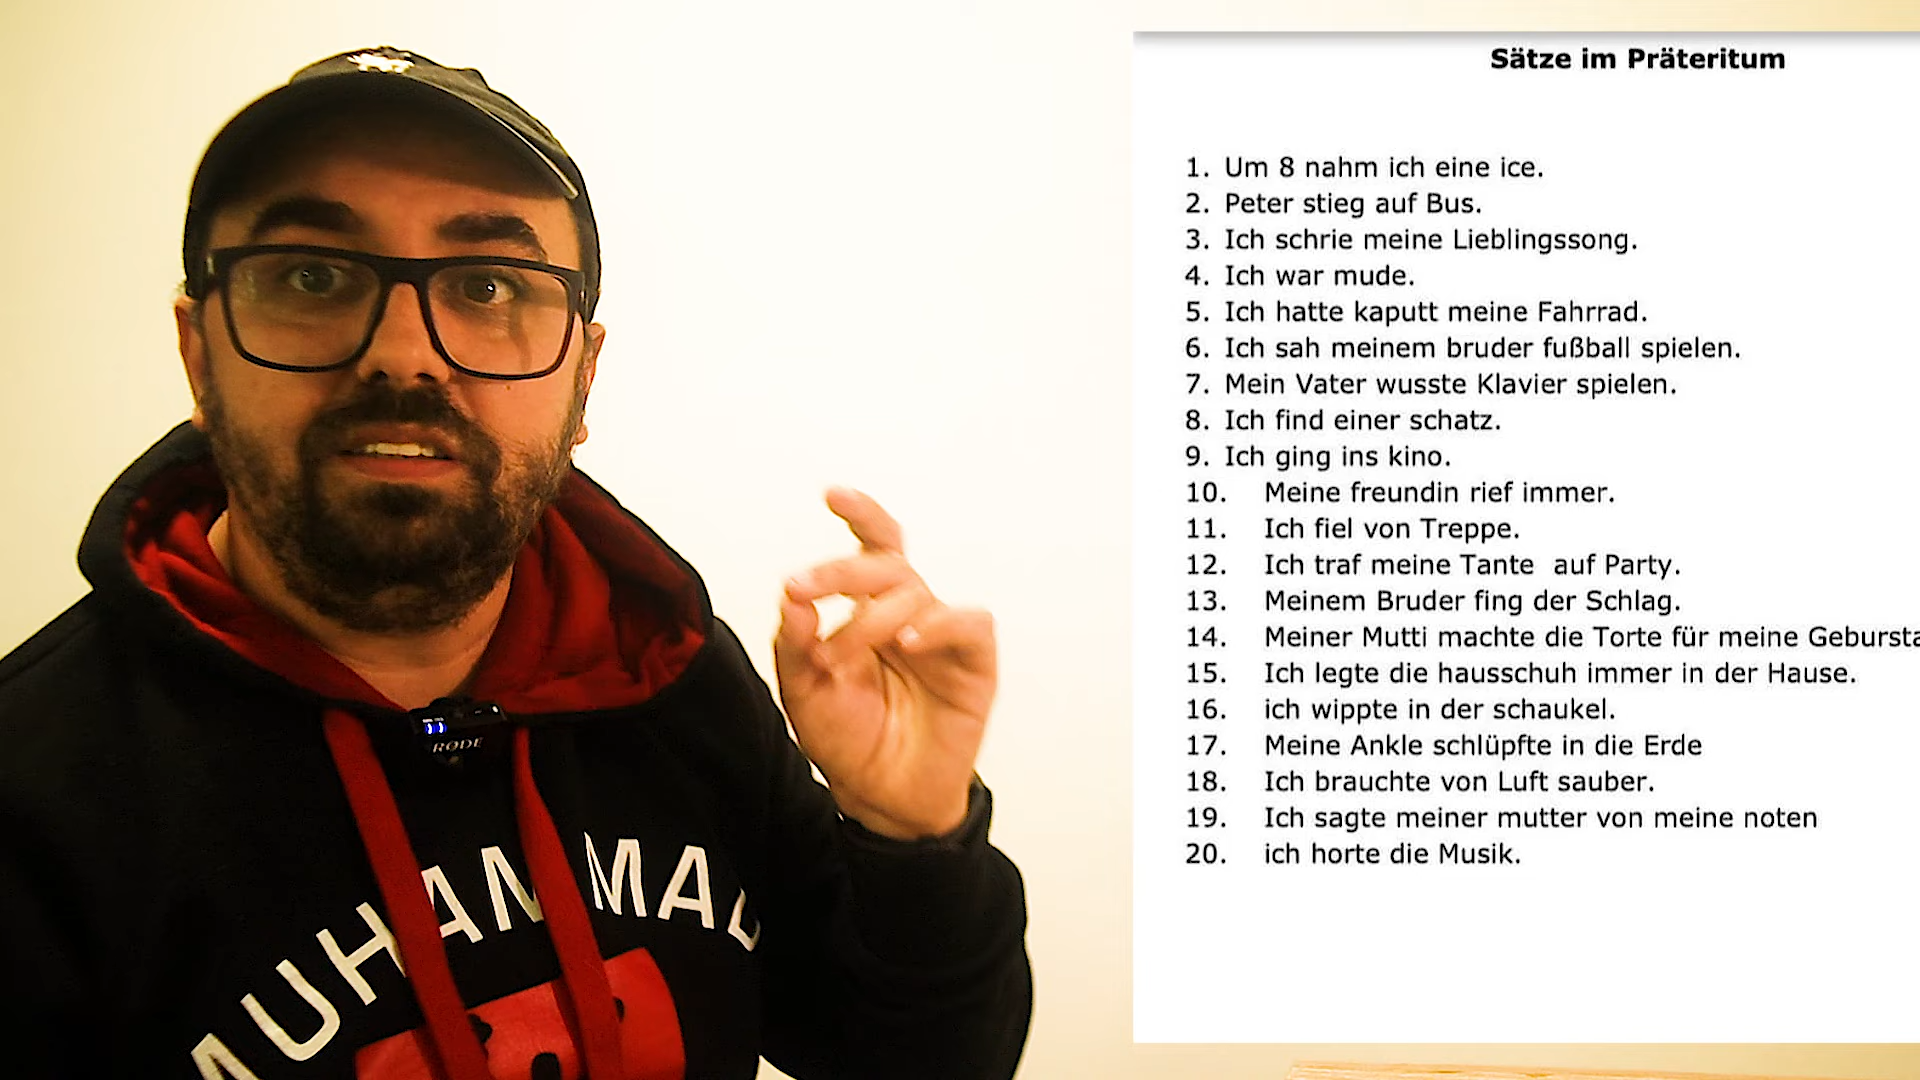 Sätze im Präteritum
1. Um 8 nahm ich eine ice.
2. Peter stieg auf Bus.
3. Ich schrie meine Lieblingssong.
4. Ich war mude.
5. Ich hatte kaputt meine Fahrrad.
6. Ich sah meinem bruder fußball spielen.
7. Mein Vater wusste Klavier spielen.
8. Ich find einer schatz.
9. Ich ging ins kino.
10. Meine freundin rief immer.
11. Ich fiel von Treppe.
12. Ich traf meine Tante auf Party.
13. Meinem Bruder fing der Schlag.
14. Meiner Mutti machte die Torte für meine
15. Ich legte die hausschuh immer in der Hause.
16. ich wippte in der schaukel.
17. Meine Ankle schlüpfte in die Erde
18. Ich brauchte von Luft sauber.
19. Ich sagte meiner mutter von meine noten
20. ich horte die Musik.
RØDE